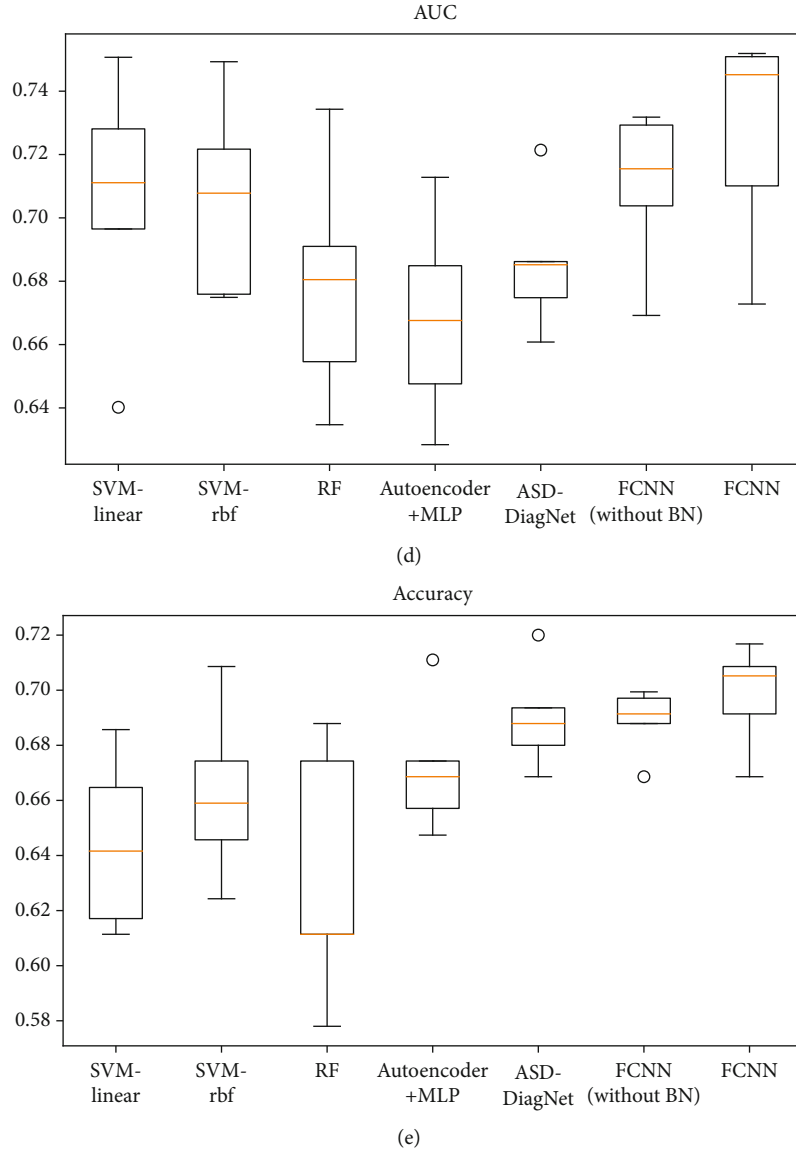 AUC
0.74
0.72
0.70
0.68
0.66
0.64
SVM-
linear
SVM-
rbf
RF
Autoencoder
+MLP
ASD-
DiagNet
FCNN
(without BN)
FCNN
(d)
Accuracy
0.72
0.70
0.68
0.66
0.64
0.62
0.60
0.58
SVM-
linear
SVM-
rbf
RF
Autoencoder
+MLP
ASD-
DiagNet
FCNN
(without BN)
FCNN
(e)